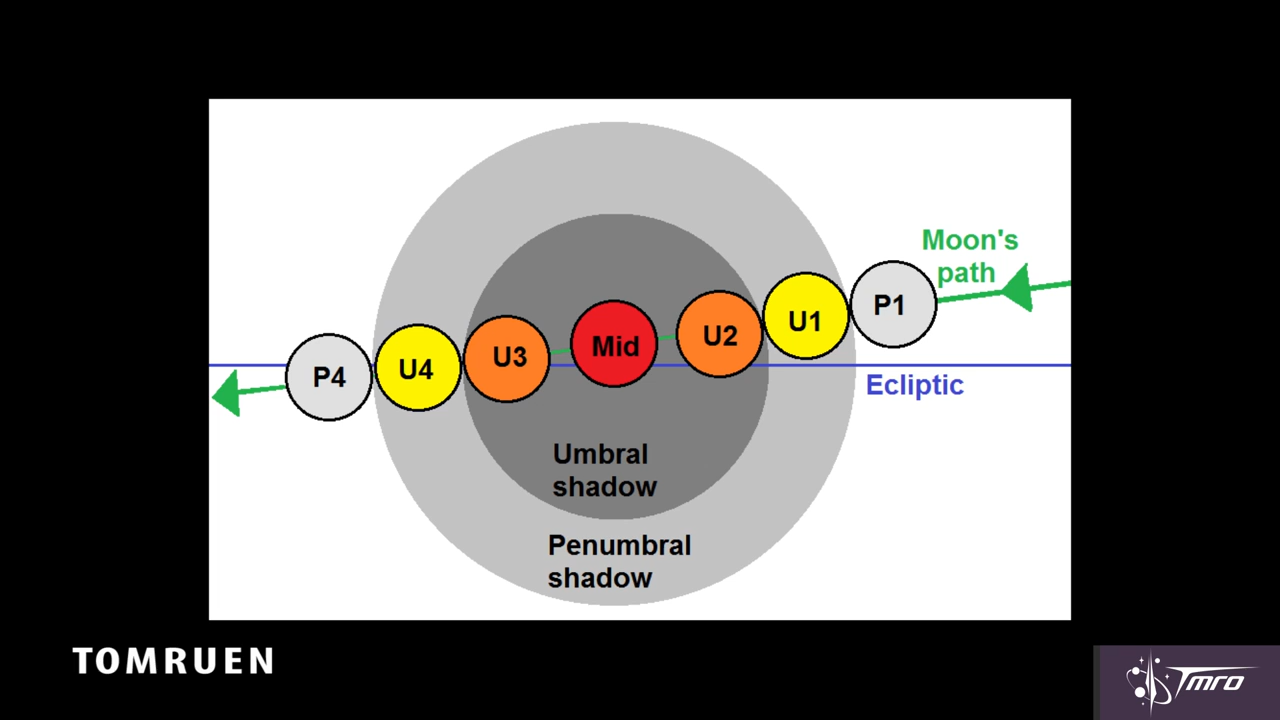 Moon's
path
P1
U1
U2
Mid
U3
U4
P4
Ecliptic
Umbral
shadow
Penumbral
shadow
TOMRUEN
TMRO